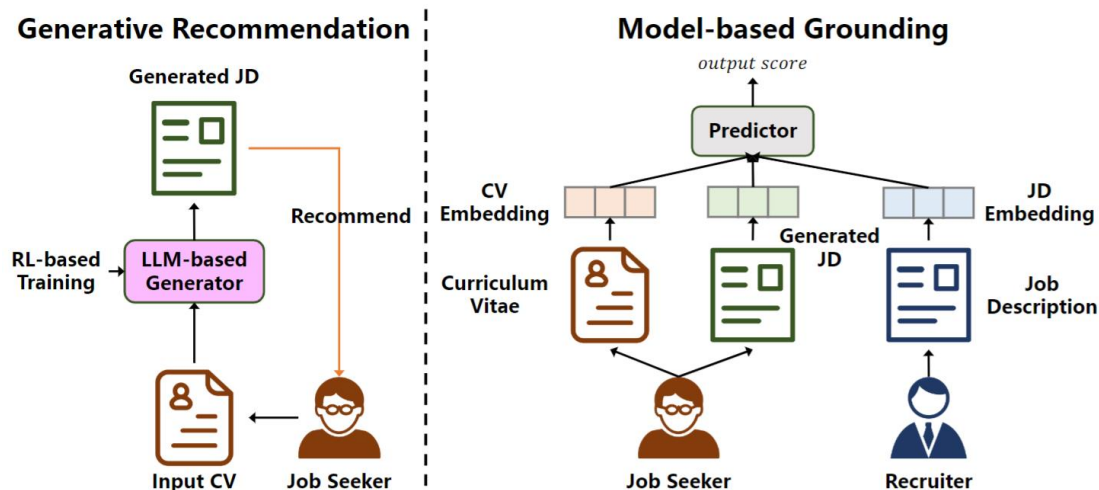 Generative Recommendation
Generated JD
Recommend
RL-based
Training
LLM-based
Generator
Input CV
Job Seeker
Model-based Grounding
output score
Predictor
CV
Embedding
JD
Embedding
Generated
JD
Curriculum
Vitae
Job
Description
Job Seeker
Recruiter